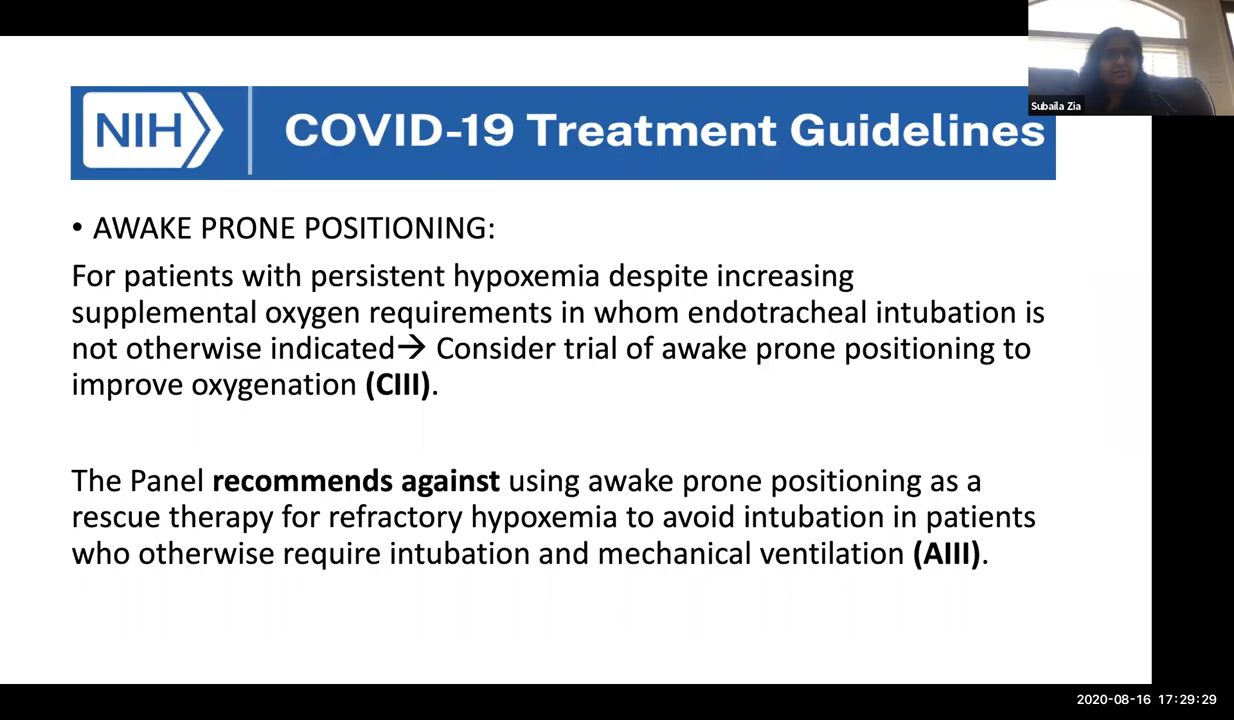 NIH
COVID-19 Treatment Guidelines
Subaila Zia
• AWAKE PRONE POSITIONING:
For patients with persistent hypoxemia despite increasing
supplemental oxygen requirements in whom endotracheal intubation is
not otherwise indicated→ Consider trial of awake prone positioning to
improve oxygenation (CIII).
The Panel recommends against using awake prone positioning as a
rescue therapy for refractory hypoxemia to avoid intubation in patients
who otherwise require intubation and mechanical ventilation (AIII).
2020-08-16 17:29:29